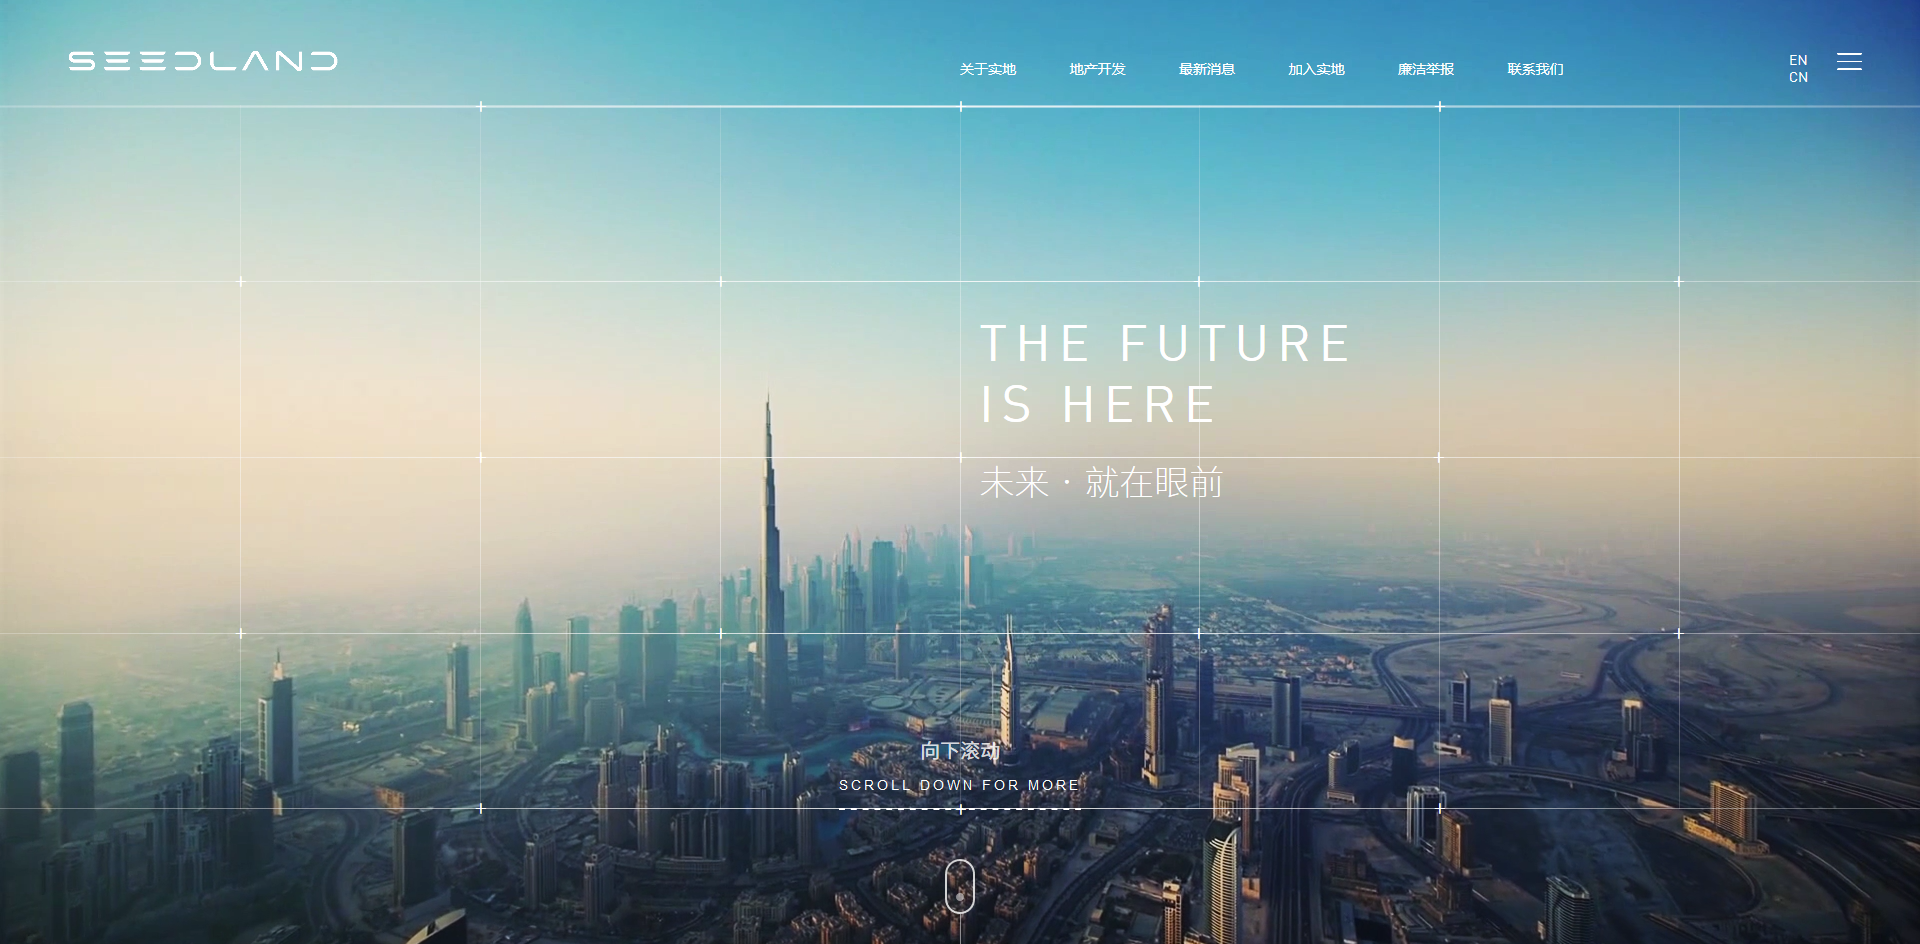 SEEDLAND
关于实地 地产开发 最新消息 加入实地 廉洁举报 联系我们
EN
CN
THE FUTURE
IS HERE
未来·就在眼前
向下滚动
SCROLL DOWN FOR MORE